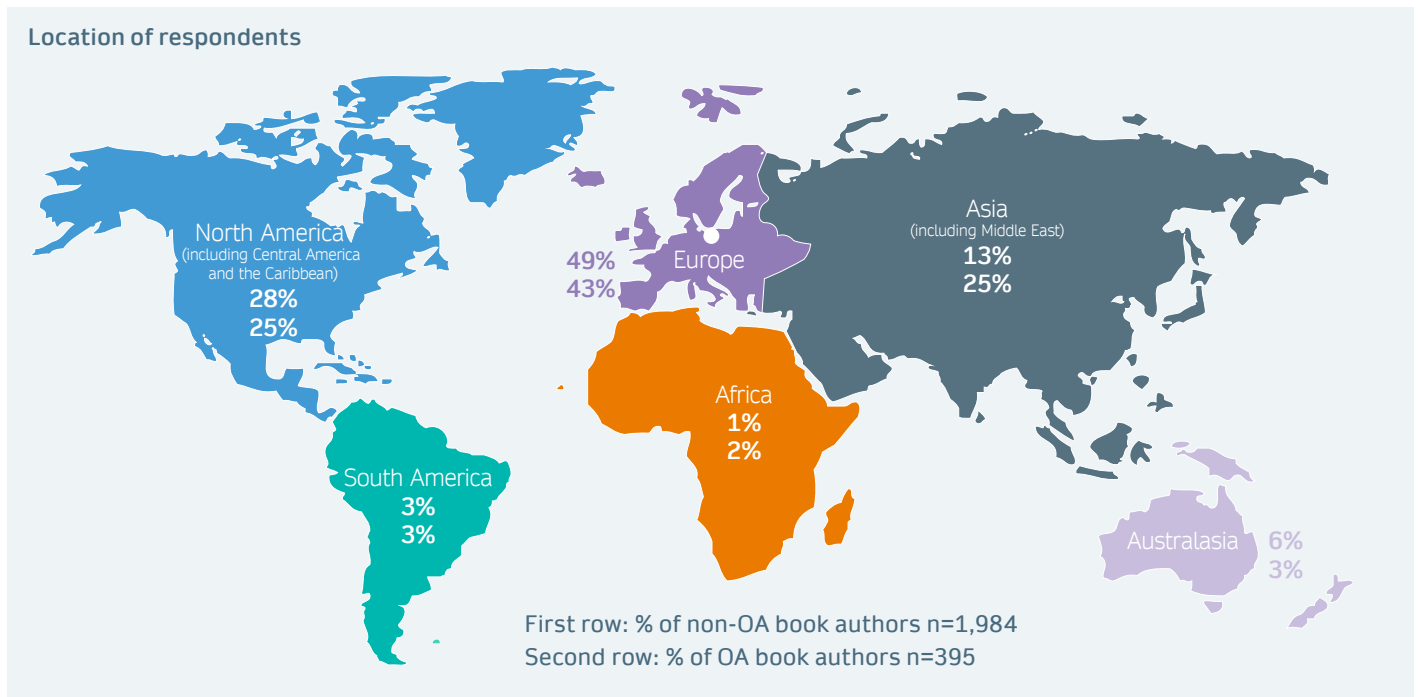 Location of respondents
North America
(including Central America
and the Caribbean)
28%
25%
49%
43%
Europe
Asia
(including Middle East)
13%
25%
Africa
1%
2%
South America
3%
3%
Australasia
6%
3%
First row: % of non-OA book authors n=1,984
Second row: % of OA book authors n=395